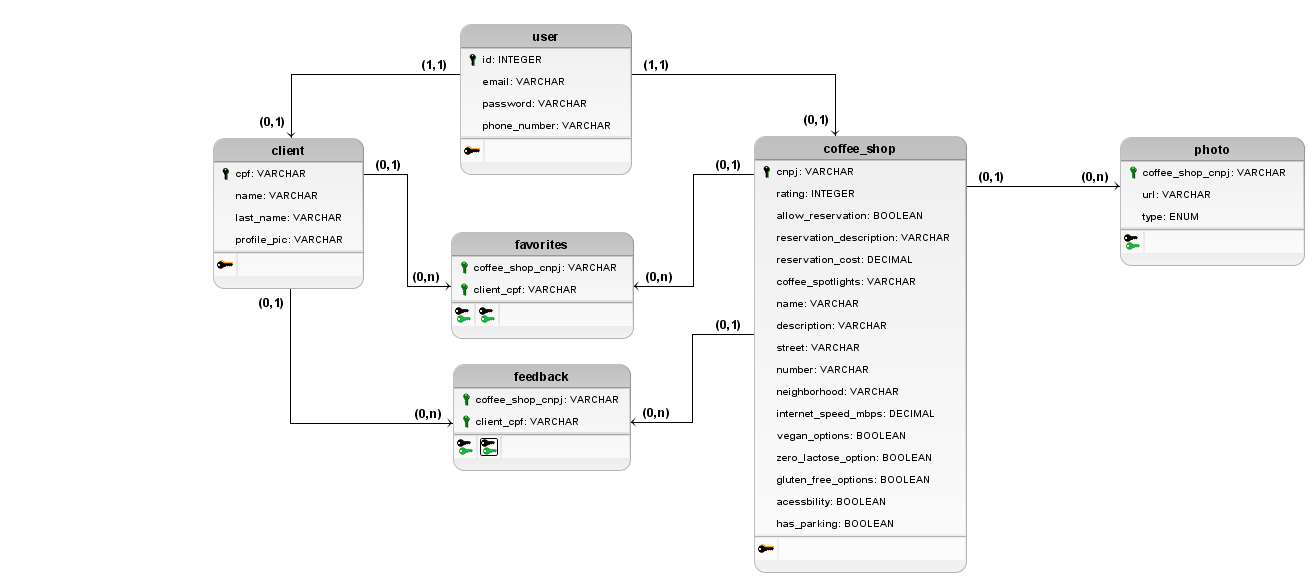 user
id: INTEGER
email: VARCHAR
password: VARCHAR
phone_number: VARCHAR
(1,1)
(1,1)
(0,1)
(0,1)
client
cpf: VARCHAR
name: VARCHAR
last_name: VARCHAR
profile_pic: VARCHAR
(0,1)
(0,n)
(0,1)
(0,n)
favorites
coffee_shop_cnpj: VARCHAR
client_cpf: VARCHAR
(0,1)
(0,n)
(0,1)
(0,n)
feedback
coffee_shop_cnpj: VARCHAR
client_cpf: VARCHAR
coffee_shop
cnpj: VARCHAR
rating: INTEGER
allow_reservation: BOOLEAN
reservation_description: VARCHAR
reservation_cost: DECIMAL
coffee_spotlights: VARCHAR
name: VARCHAR
description: VARCHAR
street: VARCHAR
number: VARCHAR
neighborhood: VARCHAR
internet_speed_mbps: DECIMAL
vegan_options: BOOLEAN
zero_lactose_option: BOOLEAN
gluten_free_options: BOOLEAN
acessbility: BOOLEAN
has_parking: BOOLEAN
(0,1)
(0,n)
photo
coffee_shop_cnpj: VARCHAR
url: VARCHAR
type: ENUM